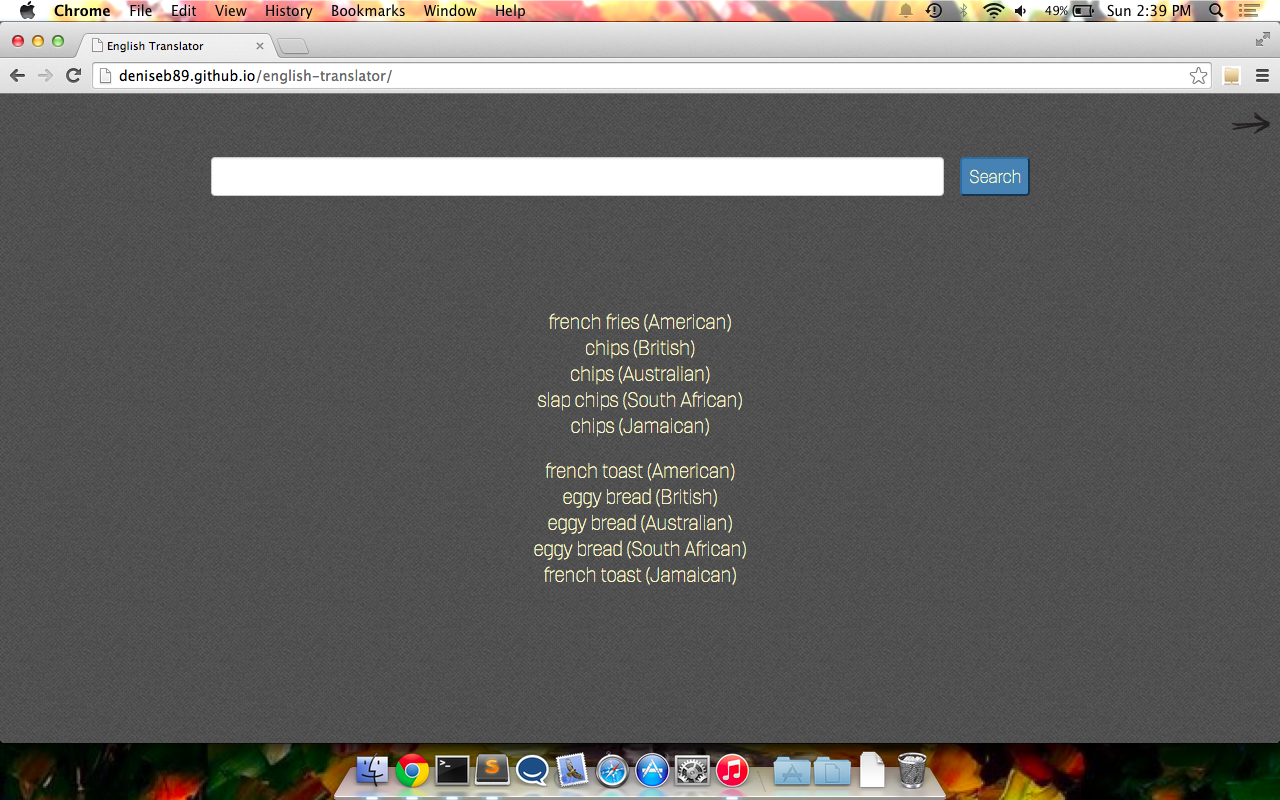 Chrome File Edit View History Bookmarks Window Help 49% Sun 2:39 PM
English Translator
deniseb89.github.io/english-translator/
Search
french fries (American)
chips (British)
chips (Australian)
slap chips (South African)
chips (Jamaican)
french toast (American)
eggy bread (British)
eggy bread (Australian)
eggy bread (South African)
french toast (Jamaican)